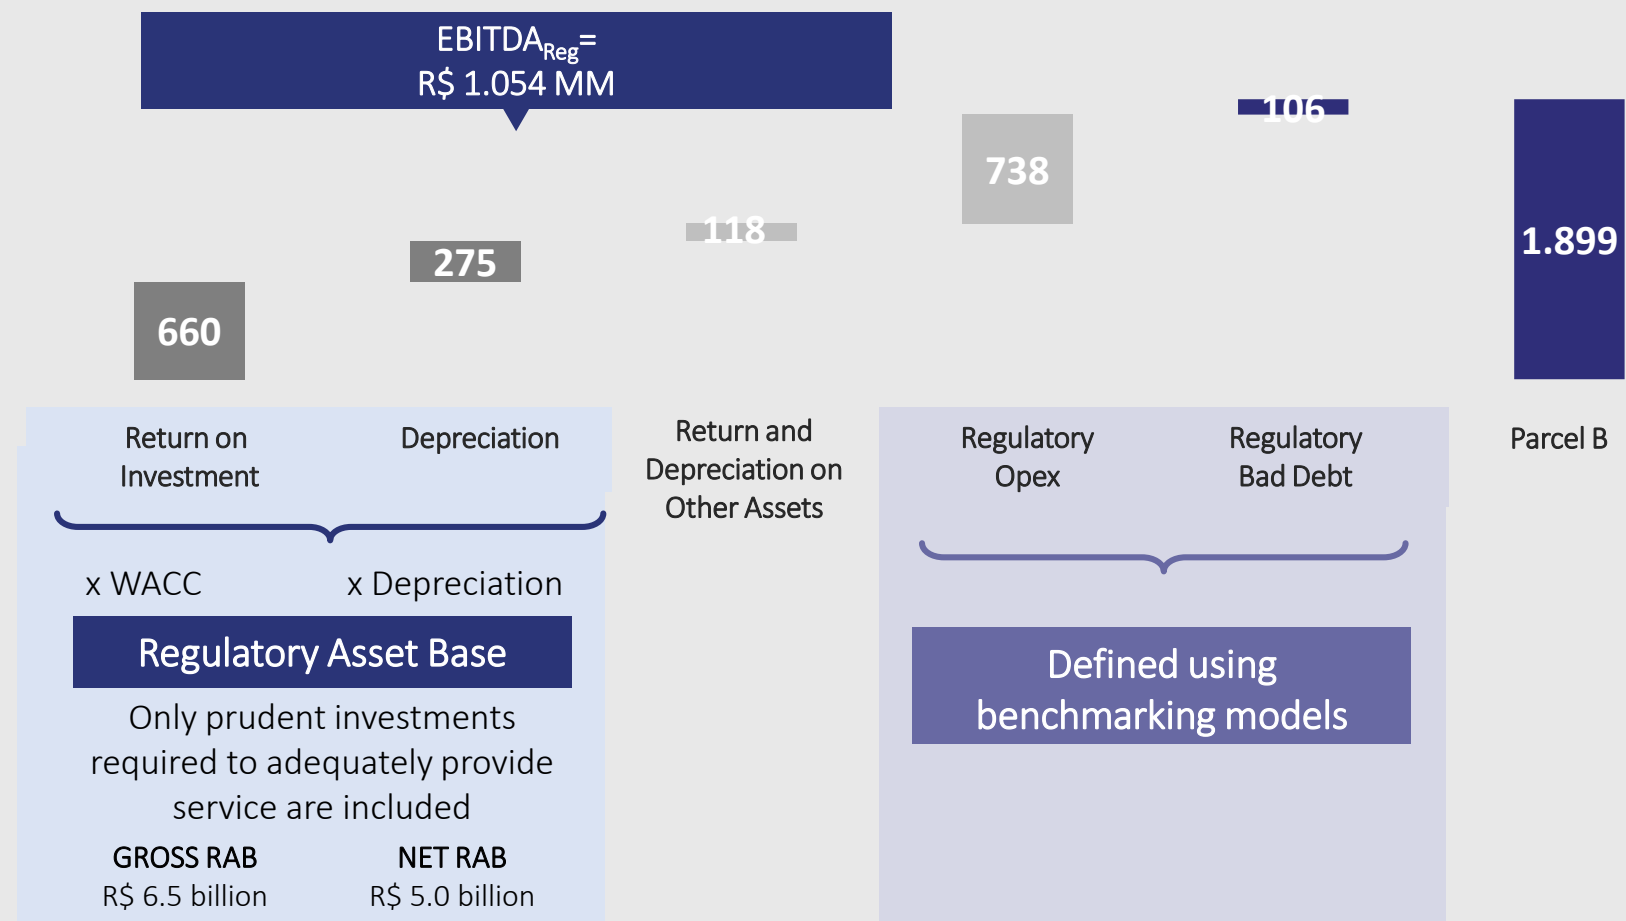 EBITDAReg=
R$ 1.054 MM
106
738
118
1.899
275
660
Return on
Investment
Depreciation
Return and
Depreciation on
Other Assets
Regulatory
Opex
Regulatory
Bad Debt
Parcel B
x WACC
x Depreciation
Regulatory Asset Base
Only prudent investments
required to adequately provide
service are included
GROSS RAB
R$ 6.5 billion
NET RAB
R$ 5.0 billion
Defined using
benchmarking models